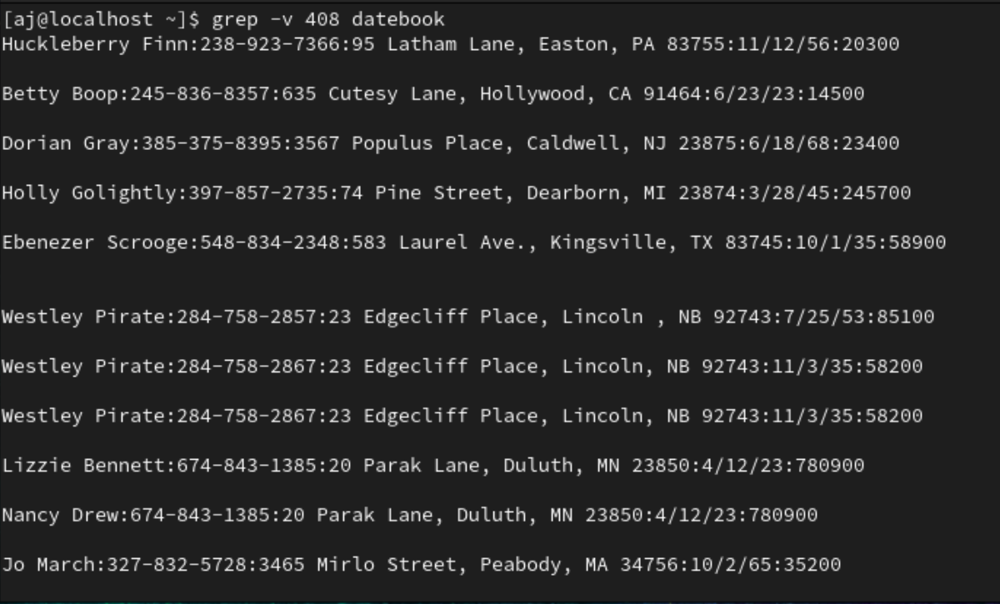 [aj@localhost ~]$ grep -v 408 datebook
Huckleberry Finn:238-923-7366:95 Latham Lane, Easton, PA 83755:11/12/56:20300
Betty Boop:245-836-8357:635 Cutesy Lane, Hollywood, CA 91464:6/23/23:14500
Dorian Gray:385-375-8395:3567 Populus Place, Caldwell, NJ 23875:6/18/68:23400
Holly Golightly:397-857-2735:74 Pine Street, Dearborn, MI 23874:3/28/45:245700
Ebenezer Scrooge:548-834-2348:583 Laurel Ave., Kingsville, TX 83745:10/1/35:58900
Westley Pirate:284-758-2857:23 Edgecliff Place, Lincoln , NB 92743:7/25/53:85100
Westley Pirate:284-758-2867:23 Edgecliff Place, Lincoln, NB 92743:11/3/35:58200
Westley Pirate:284-758-2867:23 Edgecliff Place, Lincoln, NB 92743:11/3/35:58200
Lizzie Bennett:674-843-1385:20 Parak Lane, Duluth, MN 23850:4/12/23:780900
Nancy Drew:674-843-1385:20 Parak Lane, Duluth, MN 23850:4/12/23:780900
Jo March:327-832-5728:3465 Mirlo Street, Peabody, MA 34756:10/2/65:35200